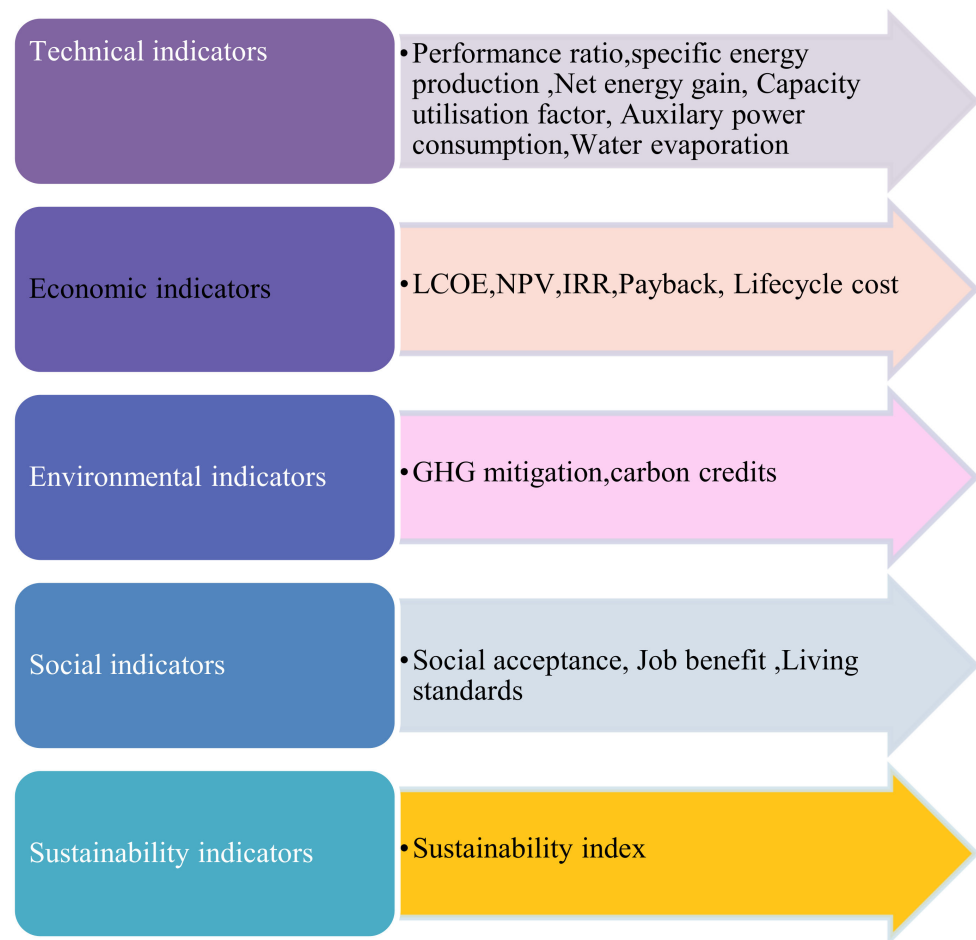 Technical indicators
•Performance ratio,specific energy
production ,Net energy gain, Capacity
utilisation factor, Auxilary power
consumption,Water evaporation
Economic indicators
•LCOE,NPV,IRR,Payback, Lifecycle cost
Environmental indicators
•GHG mitigation,carbon credits
Social indicators
•Social acceptance, Job benefit ,Living
standards
Sustainability indicators
•Sustainability index